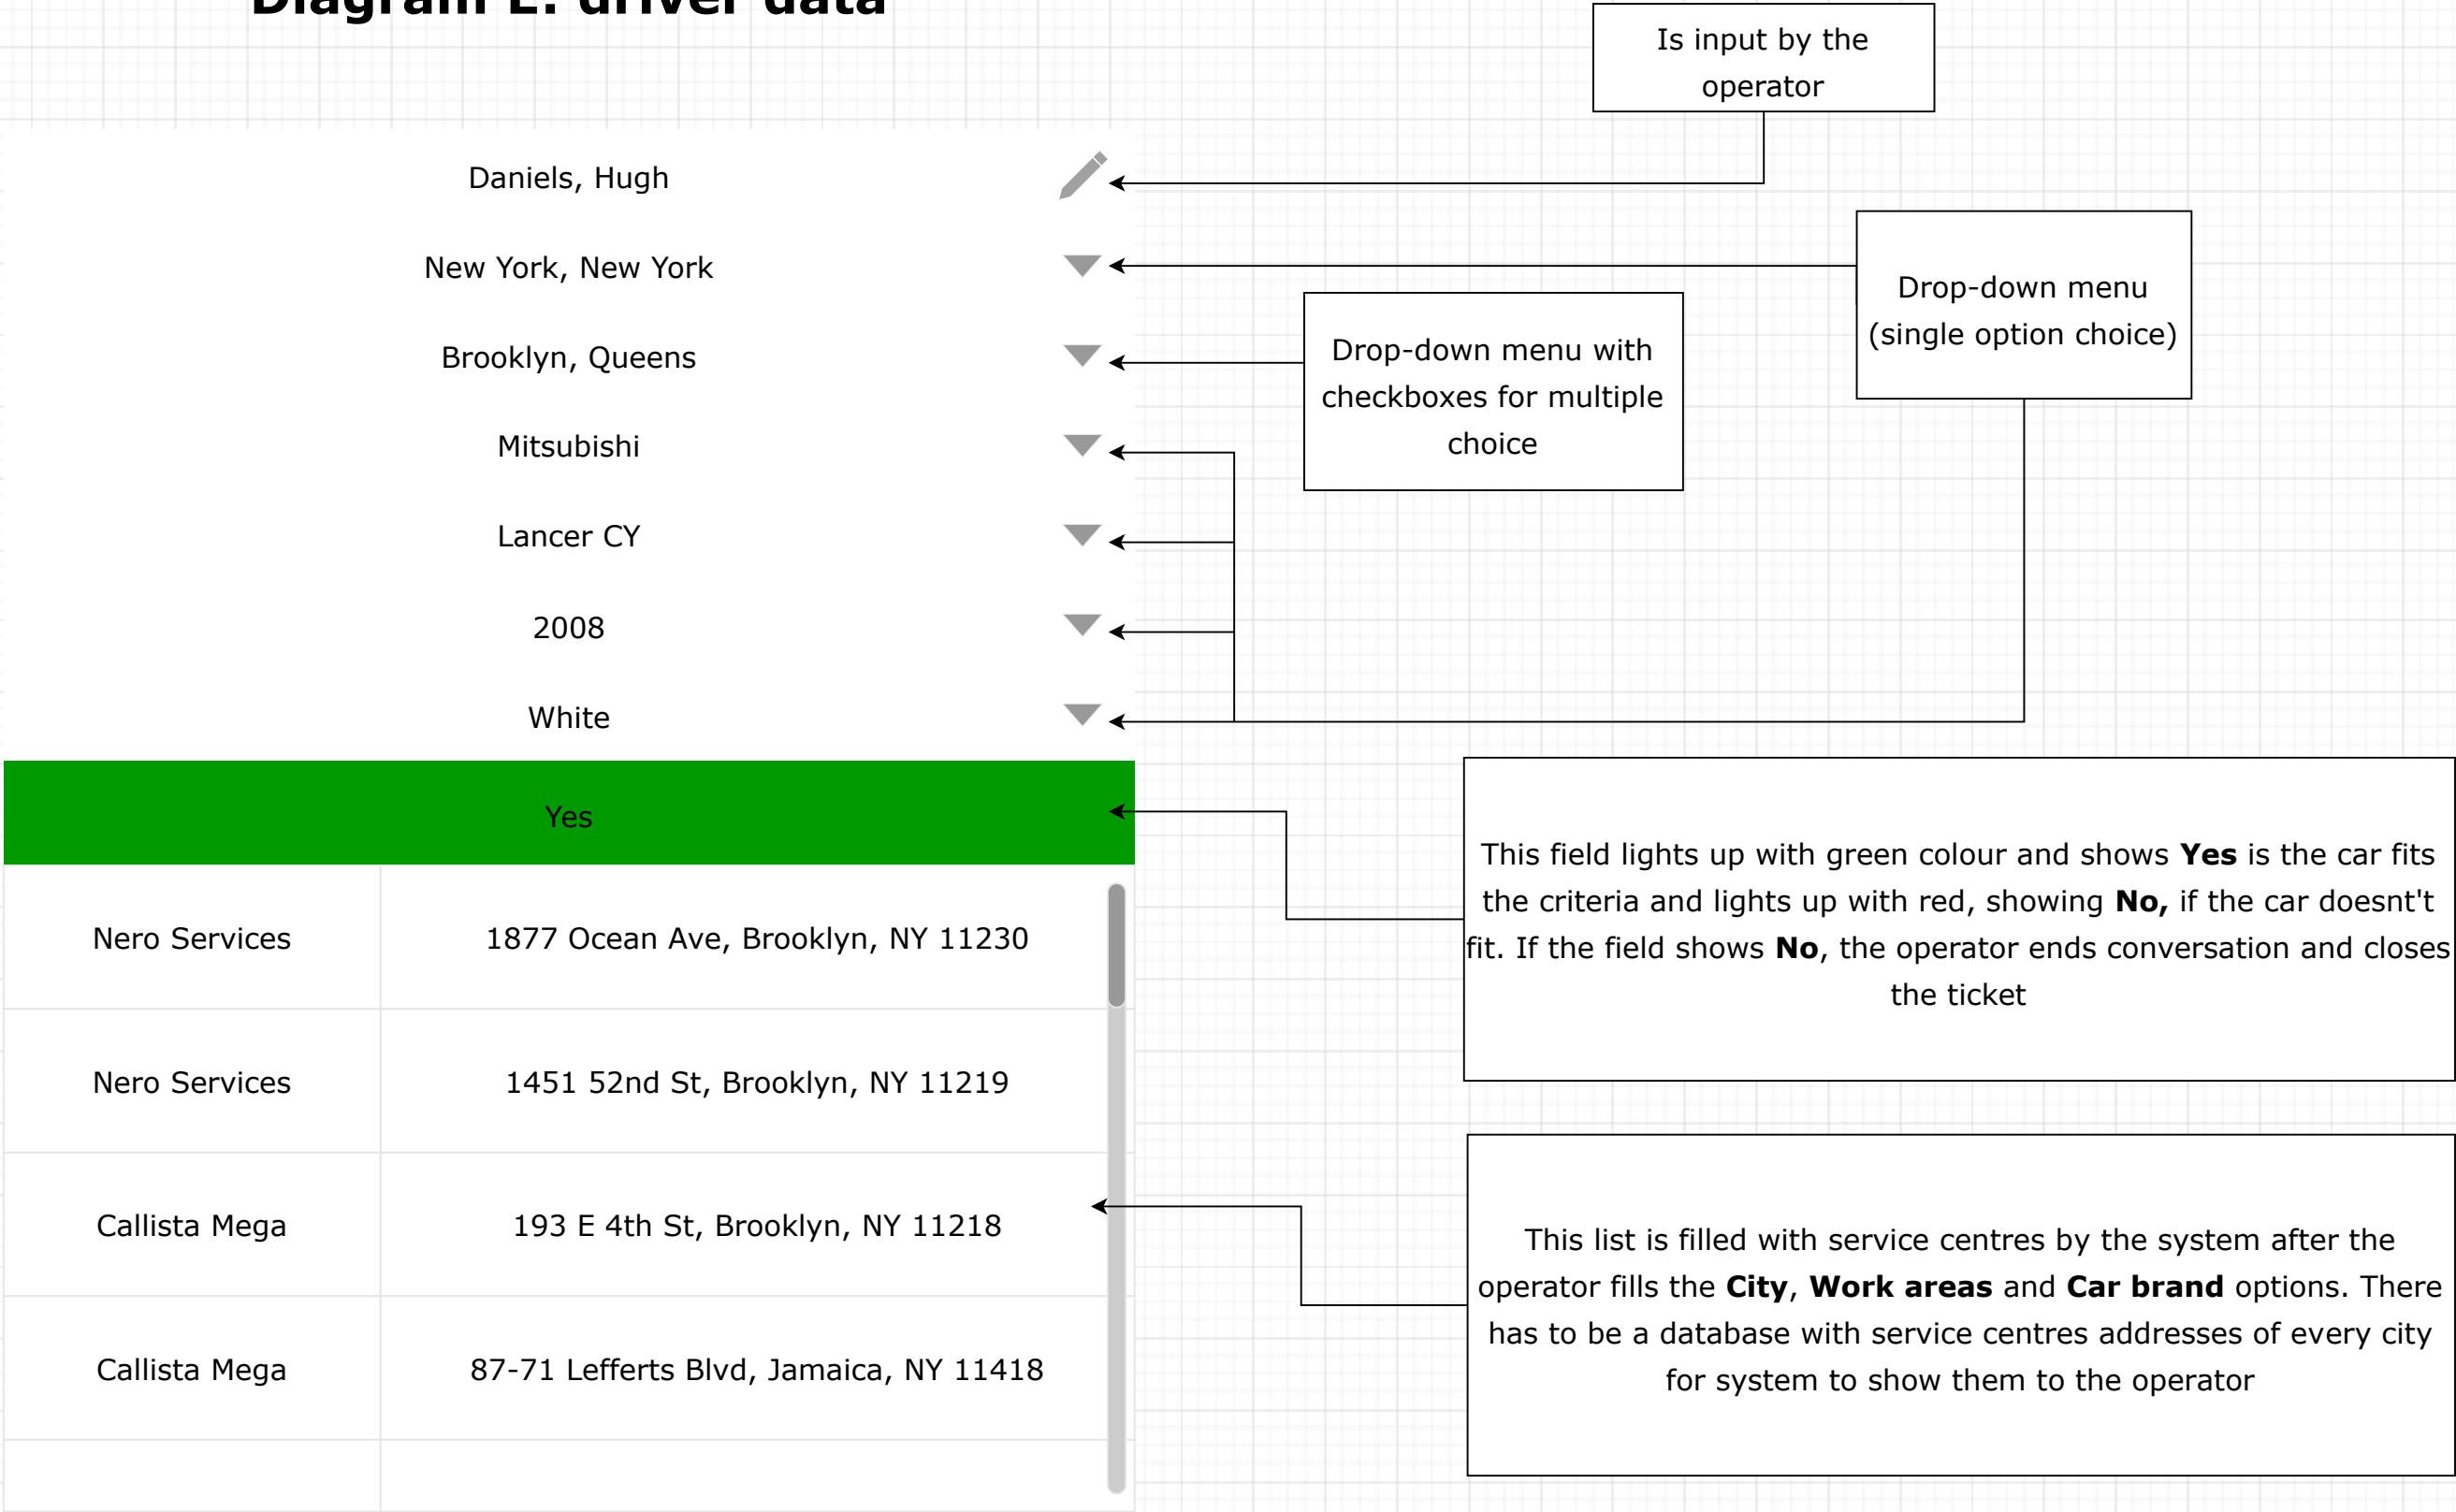 Diagram E: driver data
Is input by the
operator
Daniels, Hugh
New York, New York
Drop-down menu
(single option choice)
Brooklyn, Queens
Drop-down menu with
checkboxes for multiple
choice
Mitsubishi
Lancer CY
2008
White
Yes
This field lights up with green colour and shows Yes is the car fits
the criteria and lights up with red, showing No, if the car doesnt't
fit. If the field shows No, the operator ends conversation and closes
the ticket
Nero Services 1877 Ocean Ave, Brooklyn, NY 11230
Nero Services 1451 52nd St, Brooklyn, NY 11219
Callista Mega 193 E 4th St, Brooklyn, NY 11218
Callista Mega 87-71 Lefferts Blvd, Jamaica, NY 11418
This list is filled with service centres by the system after the
operator fills the City, Work areas and Car brand options. There
has to be a database with service centres addresses of every city
for system to show them to the operator